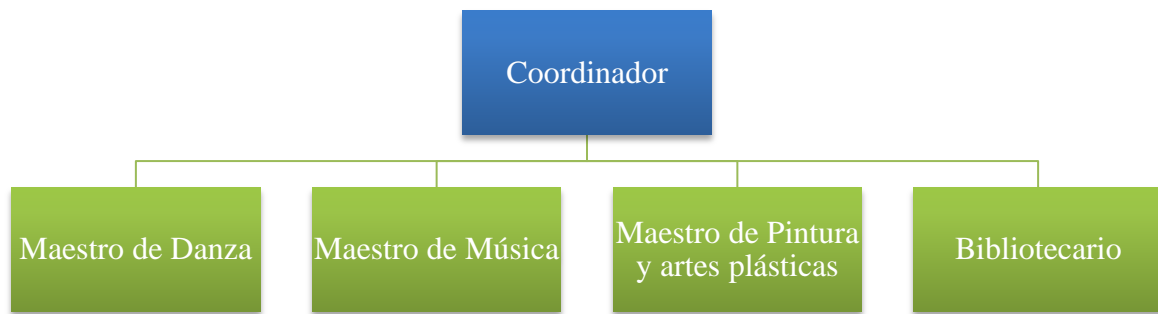 Coordinador
Maestro de Danza
Maestro de Música
Maestro de Pintura
y artes plásticas
Bibliotecario